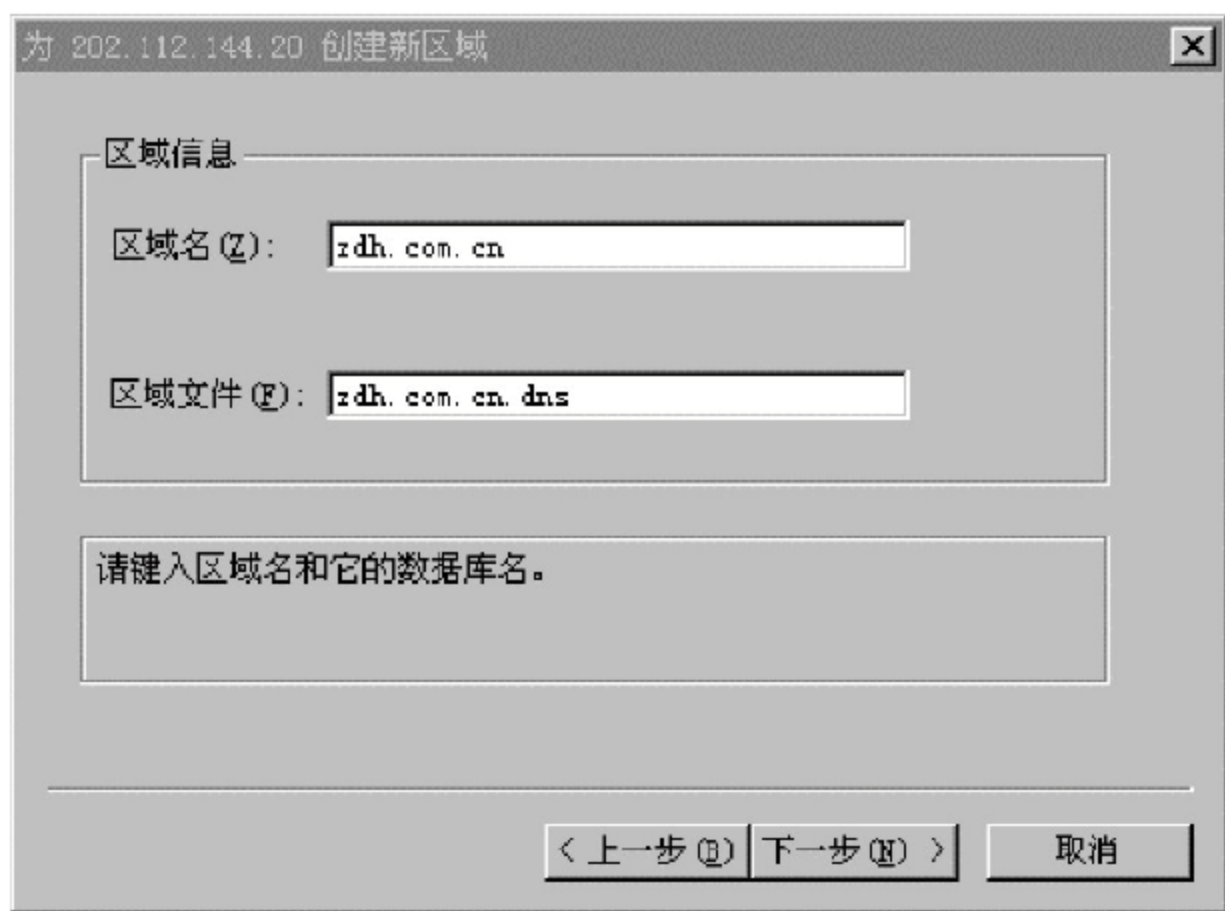 为 202.112.144.20 创建新区域
区域信息
区域名(Z): zdh.com.cn
区域文件(F): zdh.com.cn.dns
请键入区域名和它的数据库名。
< 上一步(B) 下一步(N) > 取消